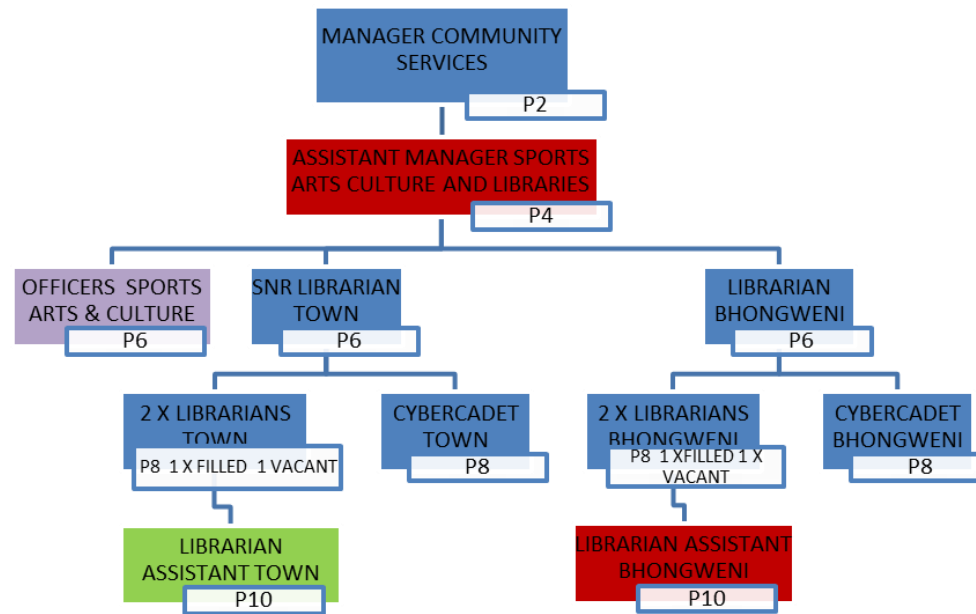 MANAGER COMMUNITY
SERVICES
P2
ASSISTANT MANAGER SPORTS
ARTS CULTURE AND LIBRARIES
P4
OFFICERS SPORTS
ARTS & CULTURE
P6
SNR LIBRARIAN
TOWN
P6
LIBRARIAN
BHONGWENI
P6
2 X LIBRARIANS
TOWN
P8 1 X FILLED 1 VACANT
CYBERCADET
TOWN
P8
2 X LIBRARIANS
BHONGWENI
P8 1 XFILLED 1 X
VACANT
CYBERCADET
BHONGWENI
P8
LIBRARIAN
ASSISTANT TOWN
P10
LIBRARIAN ASSISTANT
BHONGWENI
P10